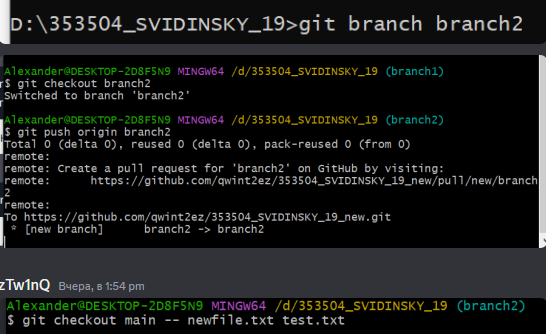 D:\353504_SVIDINSKY_19>git branch branch2
Alexander@DESKTOP-2D8F5N9 MINGW64 /d/353504_SVIDINSKY_19 (branch1)
$ git checkout branch2
Switched to branch 'branch2'
Alexander@DESKTOP-2D8F5N9 MINGW64 /d/353504_SVIDINSKY_19 (branch2)
$ git push origin branch2
Total 0 (delta 0), reused 0 (delta 0), pack-reused 0 (from 0)
remote:
remote: Create a pull request for 'branch2' on GitHub by visiting:
remote:      https://github.com/qwint2ez/353504_SVIDINSKY_19_new/pull/new/branch
2
remote:
To https://github.com/qwint2ez/353504_SVIDINSKY_19_new.git
 * [new branch]      branch2 -> branch2
zTw1nQ Вчера, в 1:54 pm
Alexander@DESKTOP-2D8F5N9 MINGW64 /d/353504_SVIDINSKY_19 (branch2)
$ git checkout main -- newfile.txt test.txt